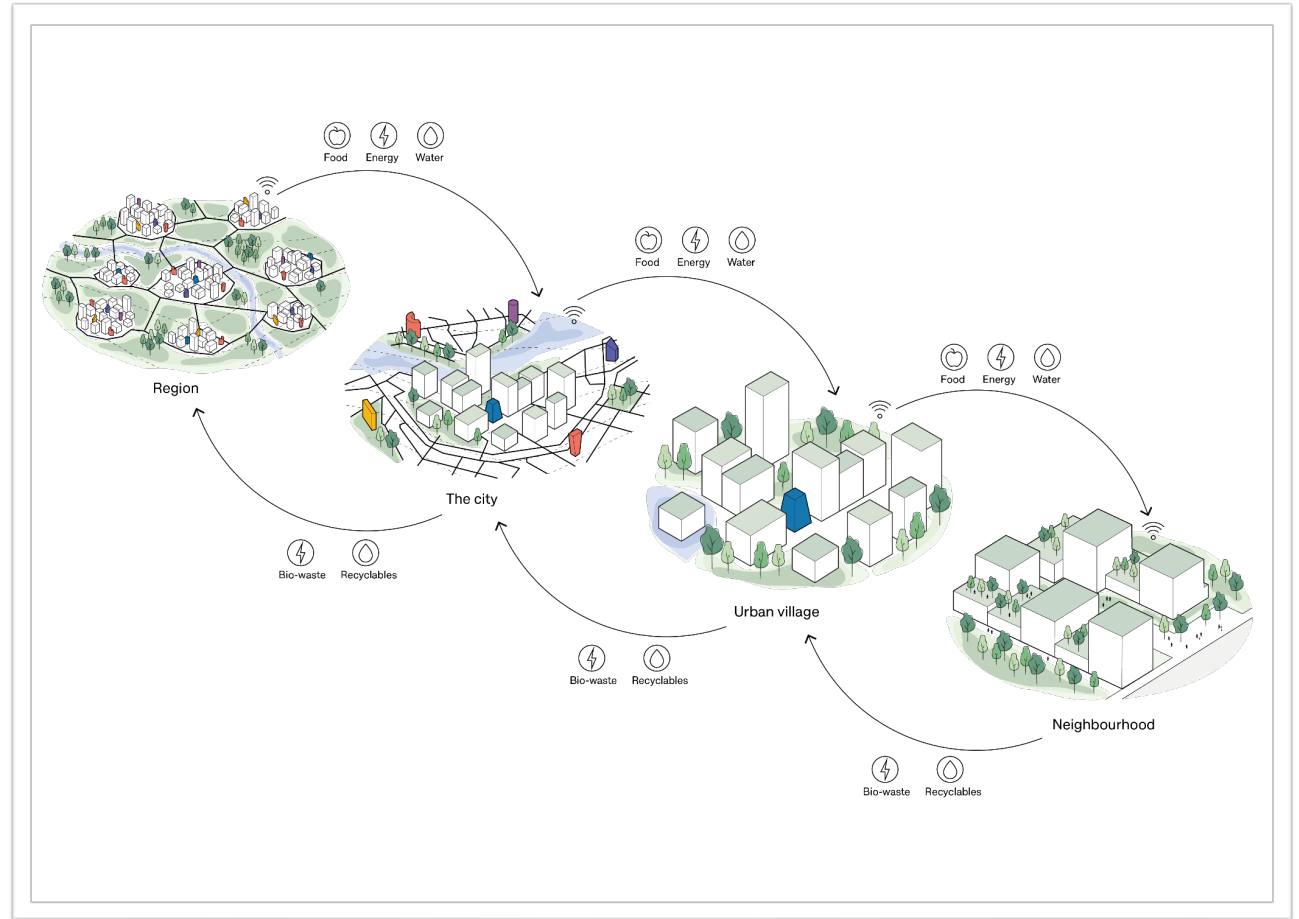 Food Energy Water
Food Energy Water
Region
Food Energy Water
The city
Bio-waste Recyclables
Urban village
Bio-waste Recyclables
Neighbourhood
Bio-waste Recyclables